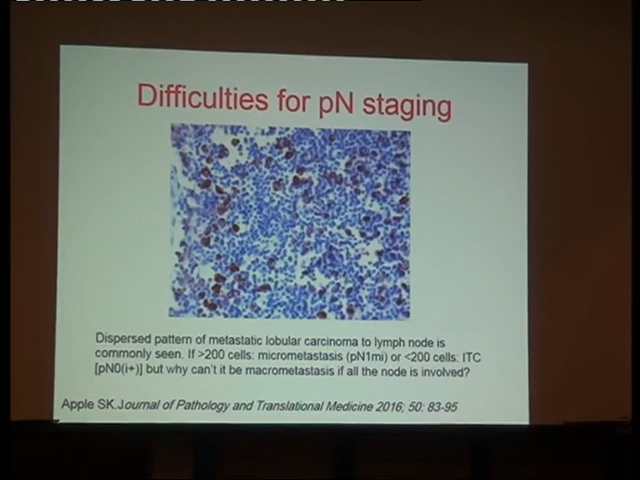 Difficulties for pN staging
Dispersed pattern of metastatic lobular carcinoma to lymph node is
commonly seen. If >200 cells: micrometastasis (pN1mi) or <200 cells: ITC
[pN0(i+)] but why can't it be macrometastasis if all the node is involved?
Apple SK.Journal of Pathology and Translational Medicine 2016; 50: 83-95